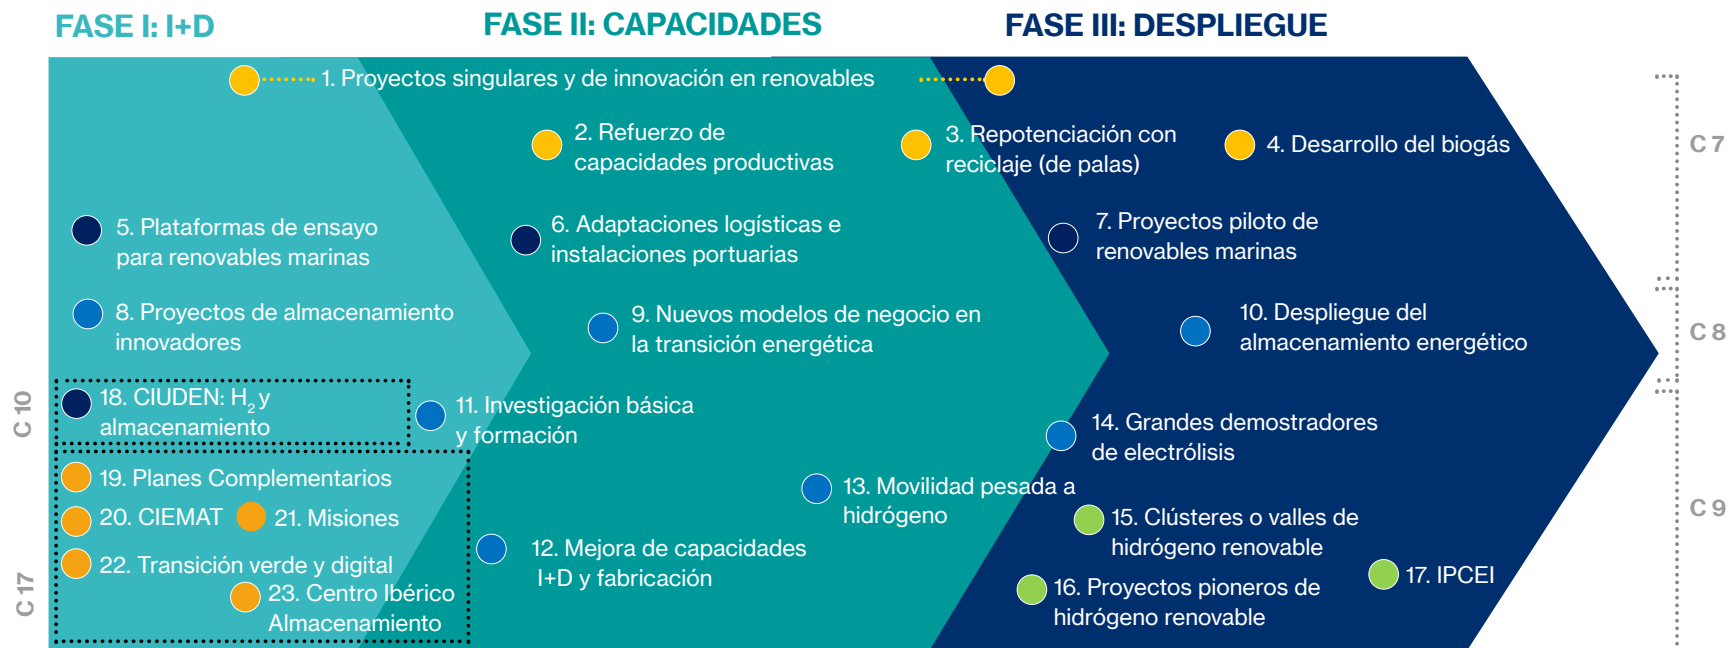 FASE I: I+D
FASE II: CAPACIDADES
FASE III: DESPLIEGUE
1. Proyectos singulares y de innovación en renovables
2. Refuerzo de
capacidades productivas
3. Repotenciación con
reciclaje (de palas)
4. Desarrollo del biogás
C 7
5. Plataformas de ensayo
para renovables marinas
6. Adaptaciones logísticas e
instalaciones portuarias
7. Proyectos piloto de
renovables marinas
8. Proyectos de almacenamiento
innovadores
9. Nuevos modelos de negocio en
la transición energética
10. Despliegue del
almacenamiento energético
C 8
C 10
18. CIUDEN: H₂ y
almacenamiento
11. Investigación básica
y formación
14. Grandes demostradores
de electrólisis
19. Planes Complementarios
20. CIEMAT
21. Misiones
13. Movilidad pesada a
hidrógeno
15. Clústeres o valles de
hidrógeno renovable
C 9
C 17
22. Transición verde y digital
23. Centro Ibérico
Almacenamiento
12. Mejora de capacidades
I+D y fabricación
16. Proyectos pioneros de
hidrógeno renovable
17. IPCEI